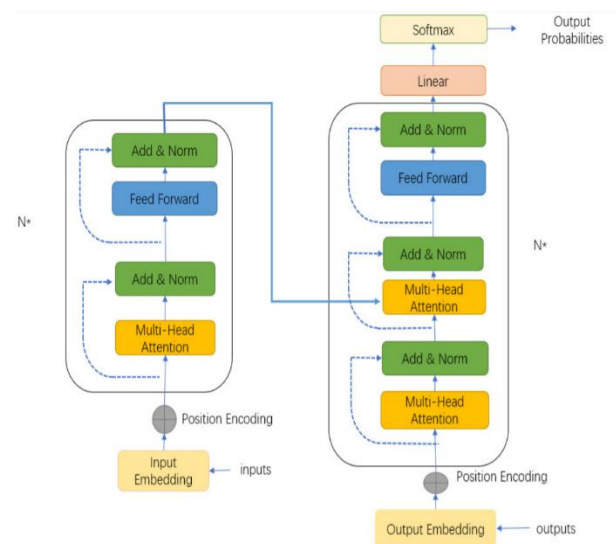 Softmax
Output
Probabilities
Linear
Add & Norm
Feed Forward
N*
Add & Norm
Multi-Head
Attention
Position Encoding
Input
Embedding
inputs
Add & Norm
Feed Forward
N*
Add & Norm
Multi-Head
Attention
Add & Norm
Multi-Head
Attention
Position Encoding
Output Embedding
outputs